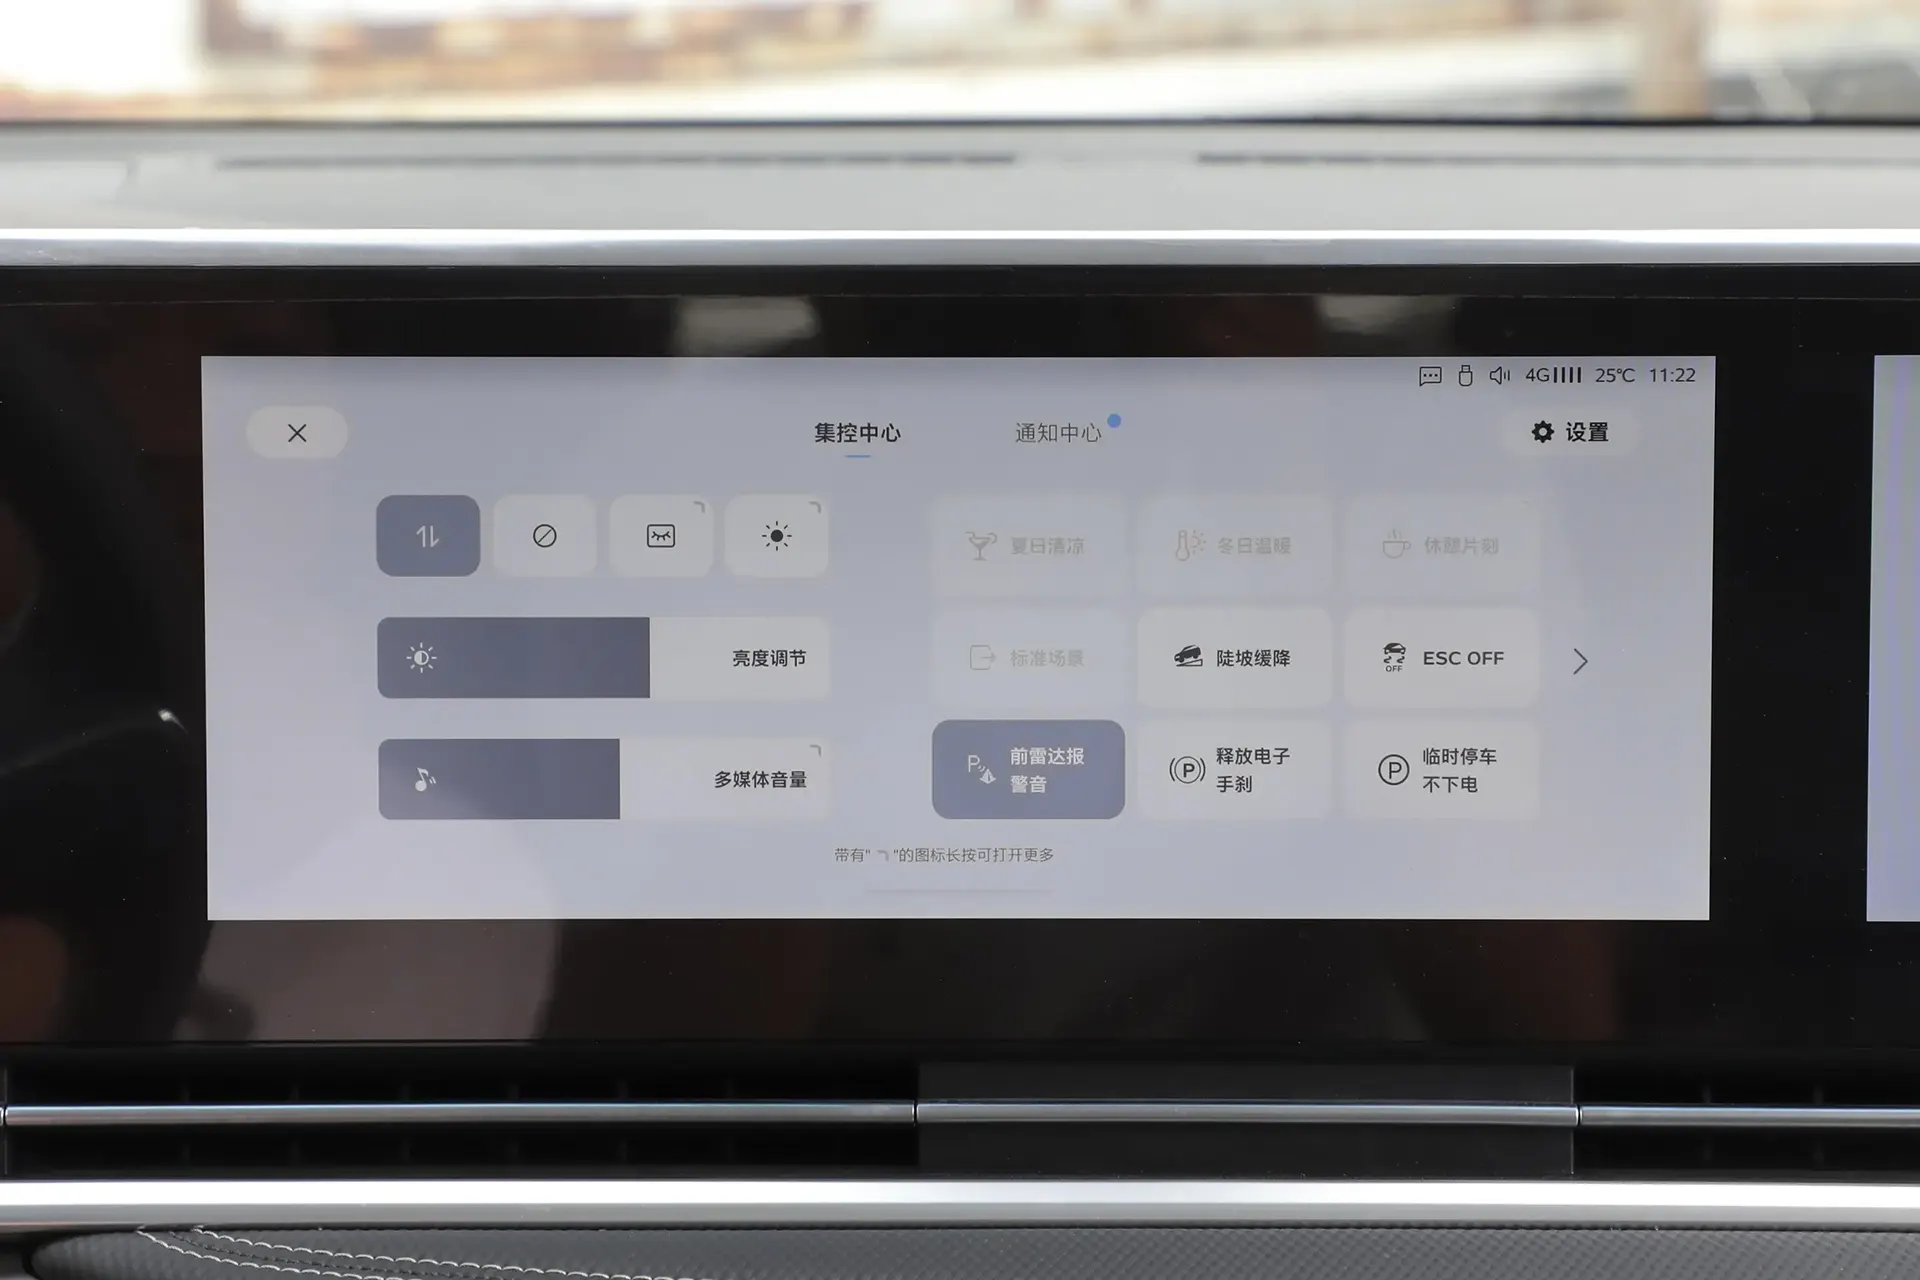 4G 25℃ 11:22
集控中心
通知中心
设置
夏日清凉
冬日温暖
休憩片刻
亮度调节
标准场景
陡坡缓降
OFF
ESC OFF
多媒体音量
前雷达报
警音
释放电子
手刹
临时停车
不下电
带有" ㄱ "的图标长按可打开更多